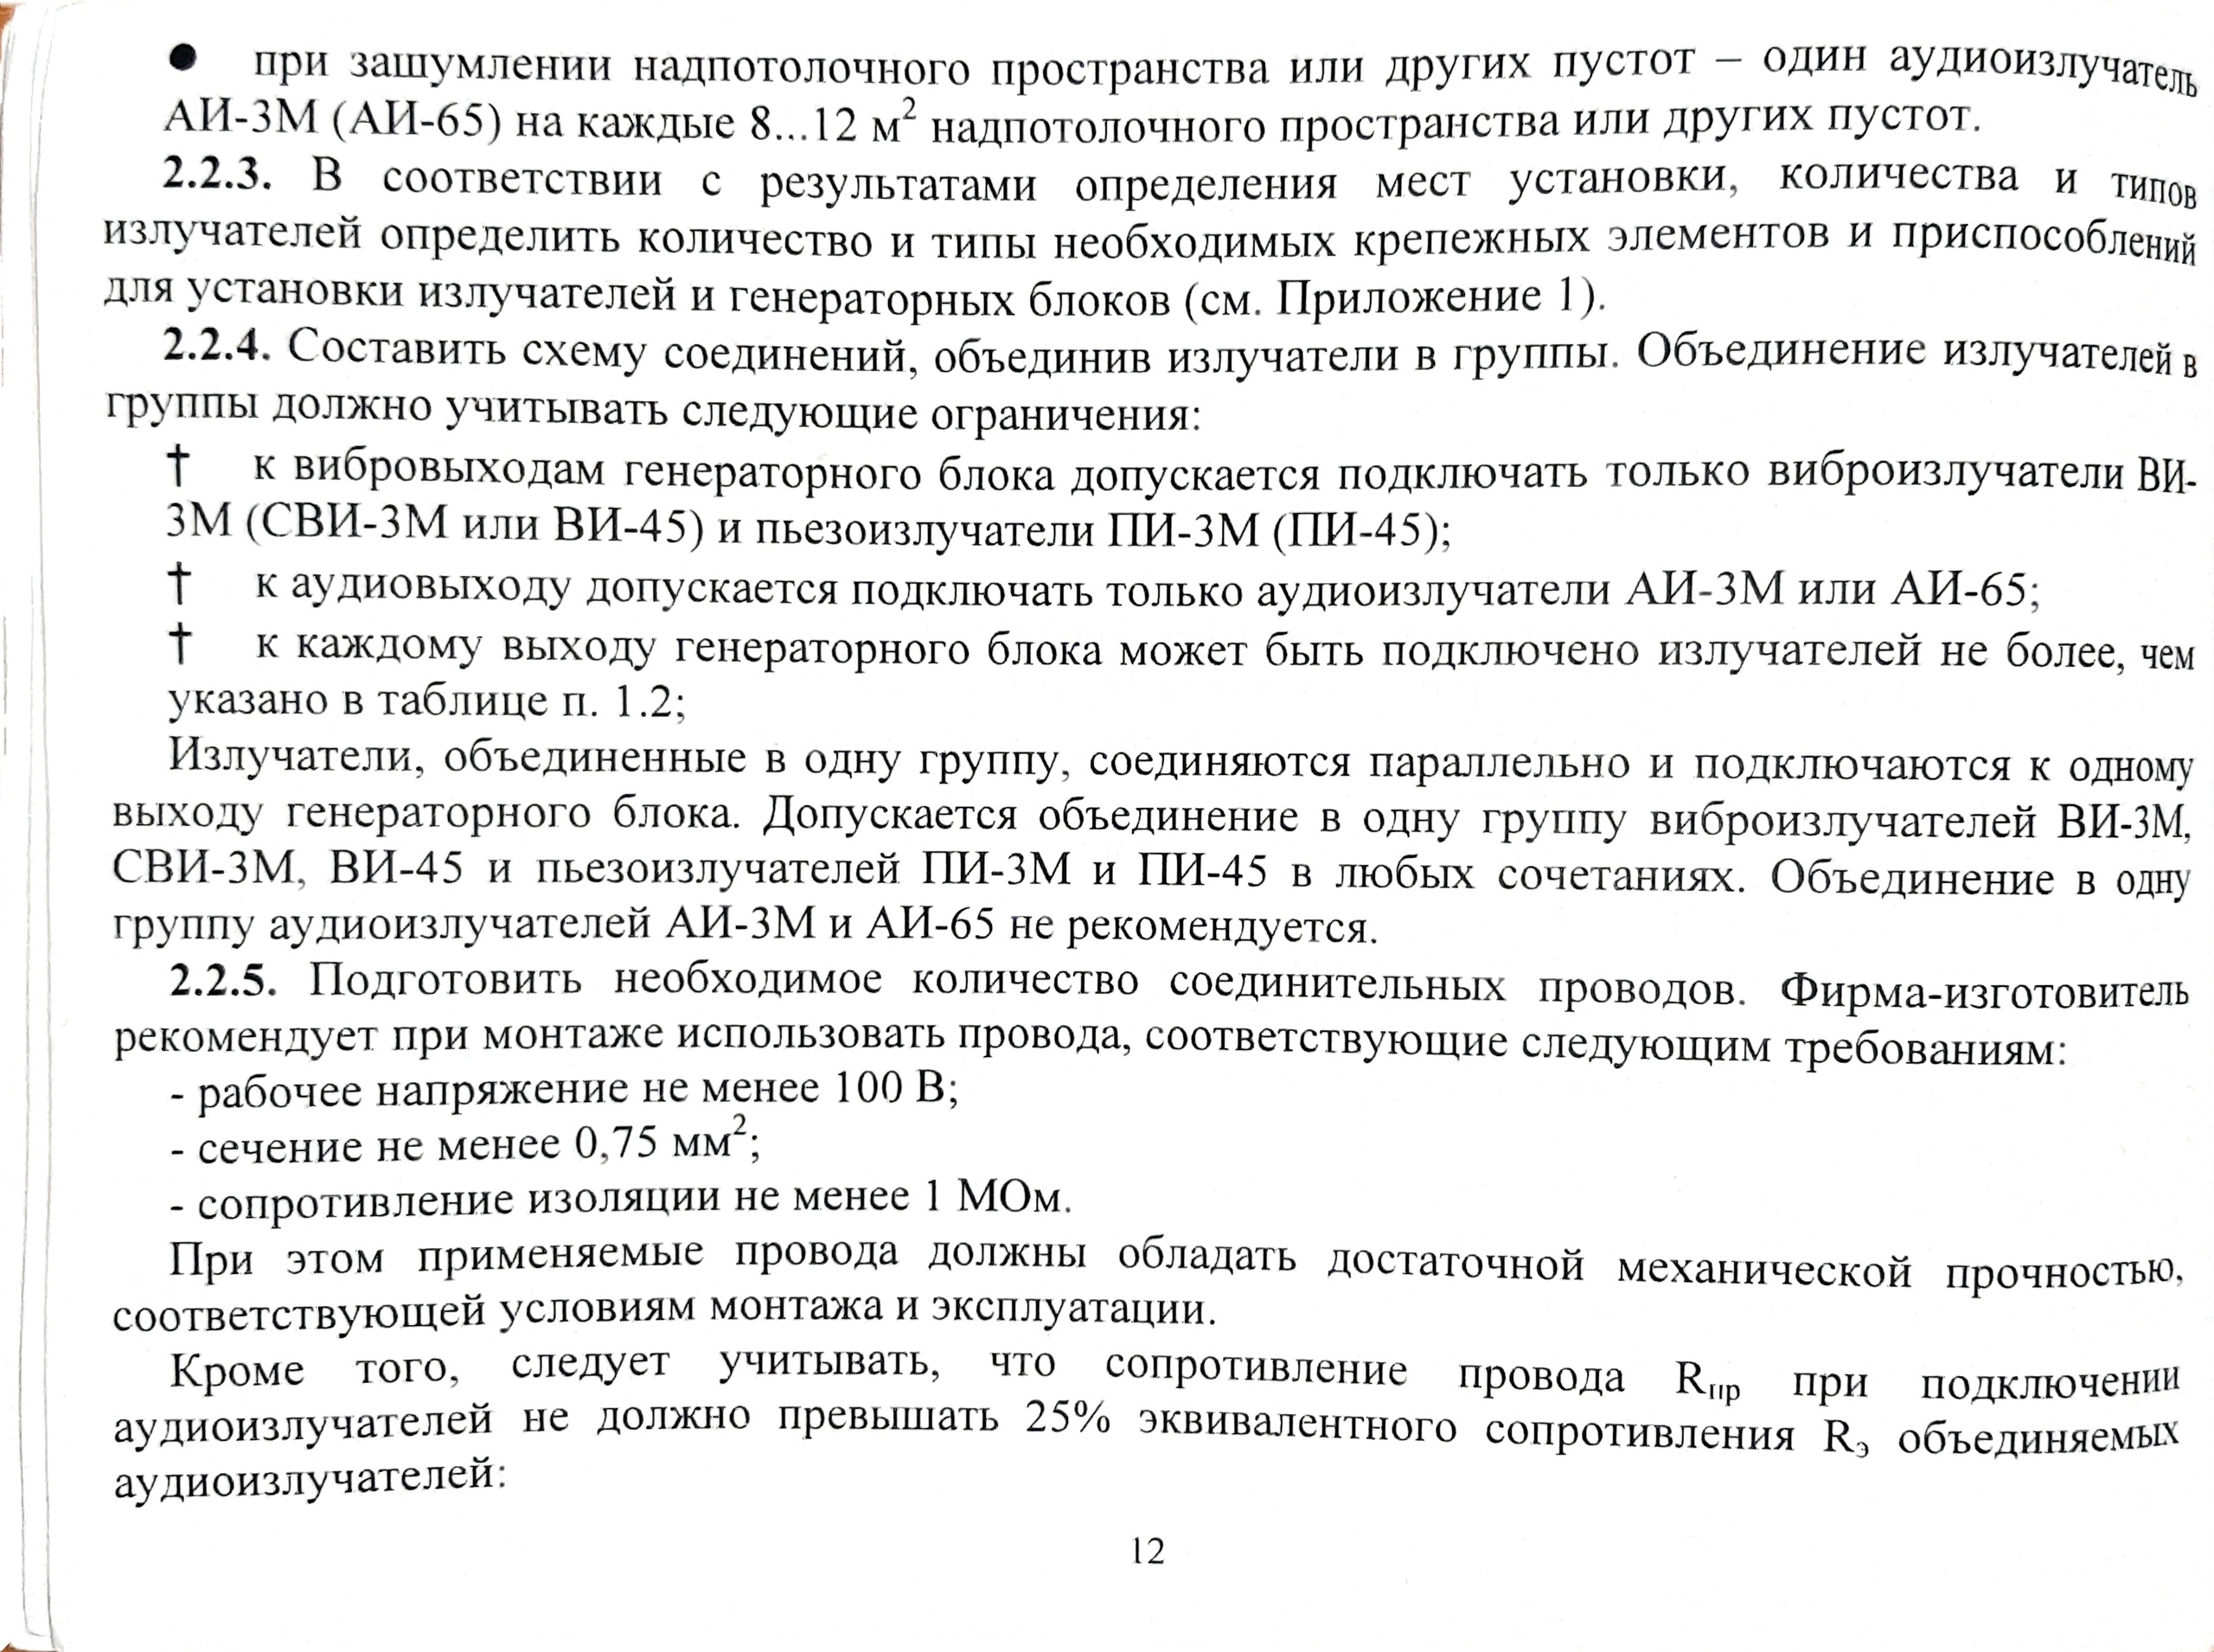 ● при зашумлении надпотолочного пространства или других пустот – один аудиоизлучатель
АИ-3М (АИ-65) на каждые 8...12 м² надпотолочного пространства или других пустот.
2.2.3. В соответствии с результатами определения мест установки, количества и типов
излучателей определить количество и типы необходимых крепежных элементов и приспособлений
для установки излучателей и генераторных блоков (см. Приложение 1).
2.2.4. Составить схему соединений, объединив излучатели в группы. Объединение излучателей в
группы должно учитывать следующие ограничения:
† к вибровыходам генераторного блока допускается подключать только виброизлучатели ВИ-
3М (СВИ-3М или ВИ-45) и пьезоизлучатели ПИ-3М (ПИ-45);
† к аудиовыходу допускается подключать только аудиоизлучатели АИ-3М или АИ-65;
† к каждому выходу генераторного блока может быть подключено излучателей не более, чем
указано в таблице п. 1.2;
Излучатели, объединенные в одну группу, соединяются параллельно и подключаются к одному
выходу генераторного блока. Допускается объединение в одну группу виброизлучателей ВИ-3М,
СВИ-3М, ВИ-45 и пьезоизлучателей ПИ-3М и ПИ-45 в любых сочетаниях. Объединение в одну
группу аудиоизлучателей АИ-3М и АИ-65 не рекомендуется.
2.2.5. Подготовить необходимое количество соединительных проводов. Фирма-изготовитель
рекомендует при монтаже использовать провода, соответствующие следующим требованиям:
- рабочее напряжение не менее 100 В;
- сечение не менее 0,75 мм²;
- сопротивление изоляции не менее 1 МОм.
При этом применяемые провода должны обладать достаточной механической прочностью,
соответствующей условиям монтажа и эксплуатации.
Кроме того, следует учитывать, что сопротивление провода Rпр при подключении
аудиоизлучателей не должно превышать 25% эквивалентного сопротивления Rэ объединяемых
аудиоизлучателей:
12